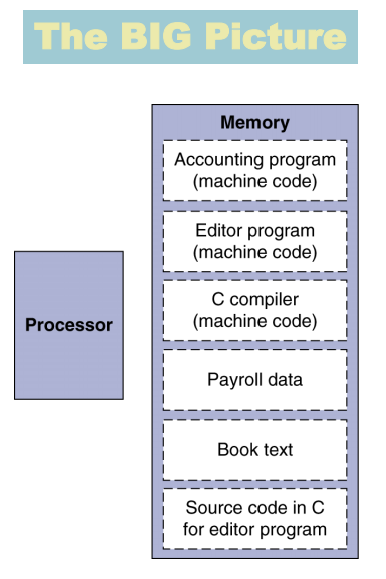 The BIG Picture
Memory
Accounting program
(machine code)
Editor program
(machine code)
C compiler
(machine code)
Processor
Payroll data
Book text
Source code in C
for editor program